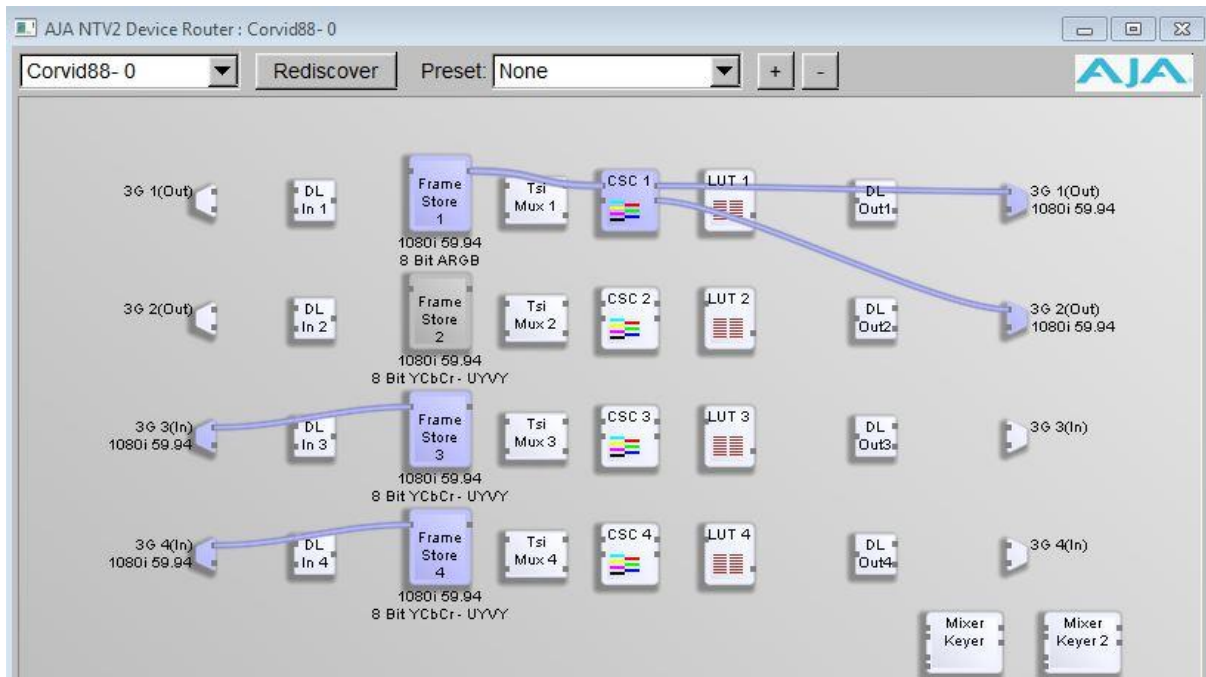 AJA NTV2 Device Router : Corvid88- 0
Corvid88- 0
Rediscover
Preset:
None
+
-
AJA
3G 1(Out)
DL
In 1
Frame
Store
1
1080i 59.94
8 Bit ARGB
Tsi
Mux 1
CSC 1
LUT 1
DL
Out1
3G 1(Out)
1080i 59.94
3G 2(Out)
DL
In 2
Frame
Store
2
1080i 59.94
8 Bit YCbCr - UYVY
Tsi
Mux 2
CSC 2
LUT 2
DL
Out2
3G 2(Out)
1080i 59.94
3G 3(In)
1080i 59.94
DL
In 3
Frame
Store
3
1080i 59.94
8 Bit YCbCr - UYVY
Tsi
Mux 3
CSC 3
LUT 3
DL
Out3
3G 3(In)
3G 4(In)
1080i 59.94
DL
In 4
Frame
Store
4
1080i 59.94
8 Bit YCbCr - UYVY
Tsi
Mux 4
CSC 4
LUT 4
DL
Out4
3G 4(In)
Mixer
Keyer
Mixer
Keyer 2